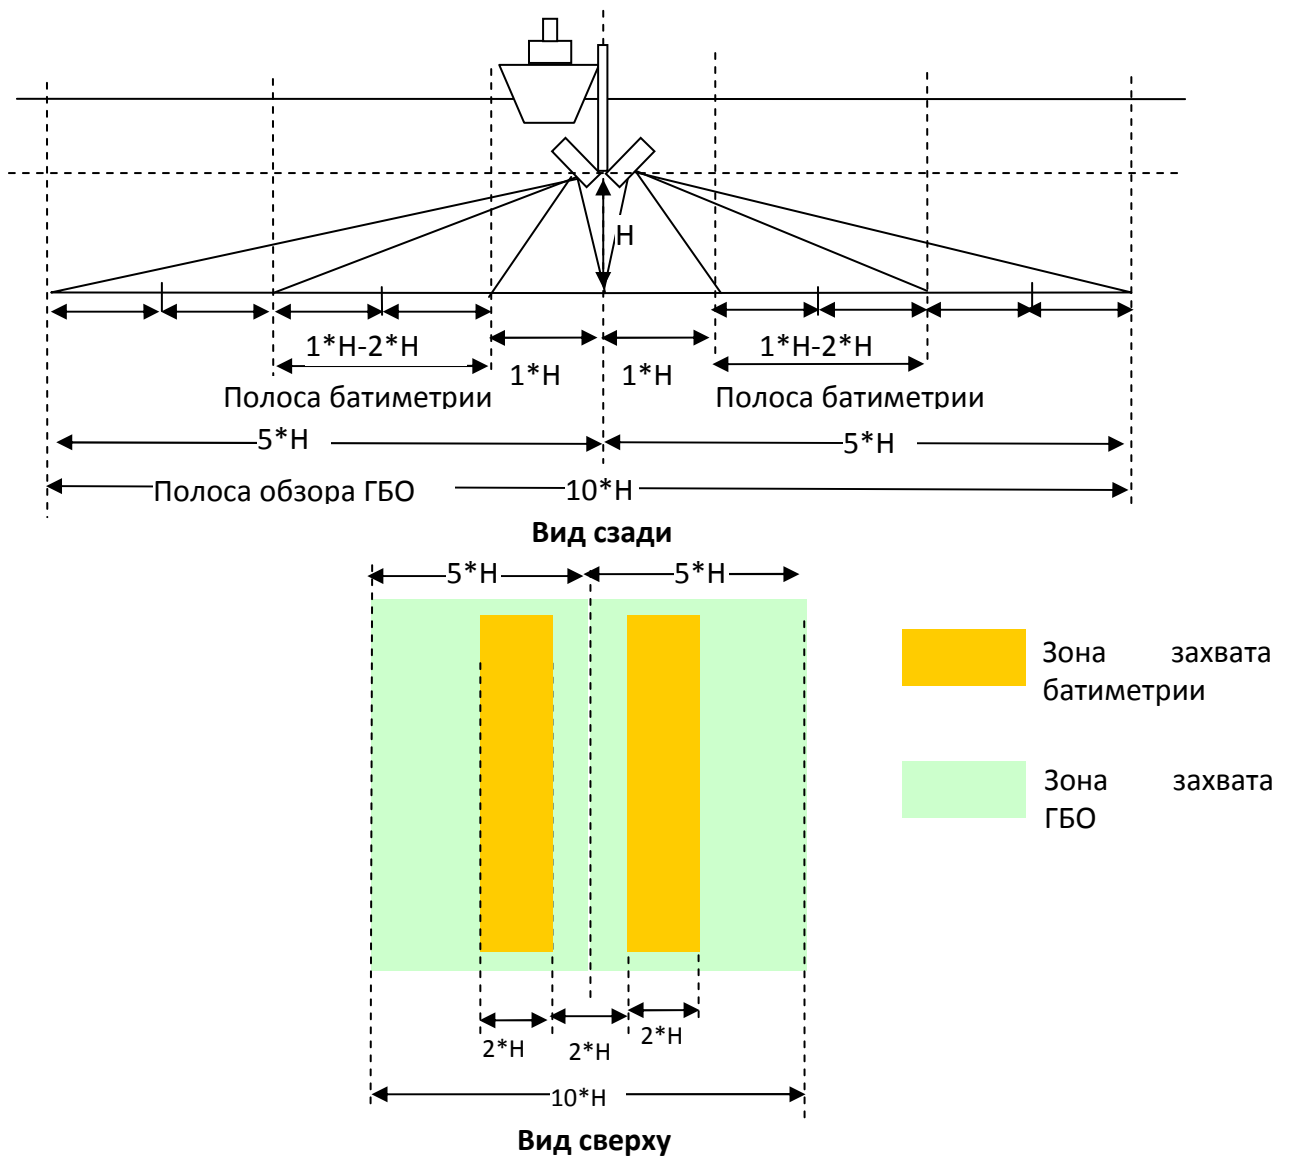 H
1*H-2*H
1*H-2*H
1*H
1*H
Полоса батиметрии
Полоса батиметрии
5*H
5*H
Полоса обзора ГБО
10*H
Вид сзади
5*H
5*H
Зона захвата
батиметрии
Зона захвата
ГБО
2*H
2*H
2*H
10*H
Вид сверху